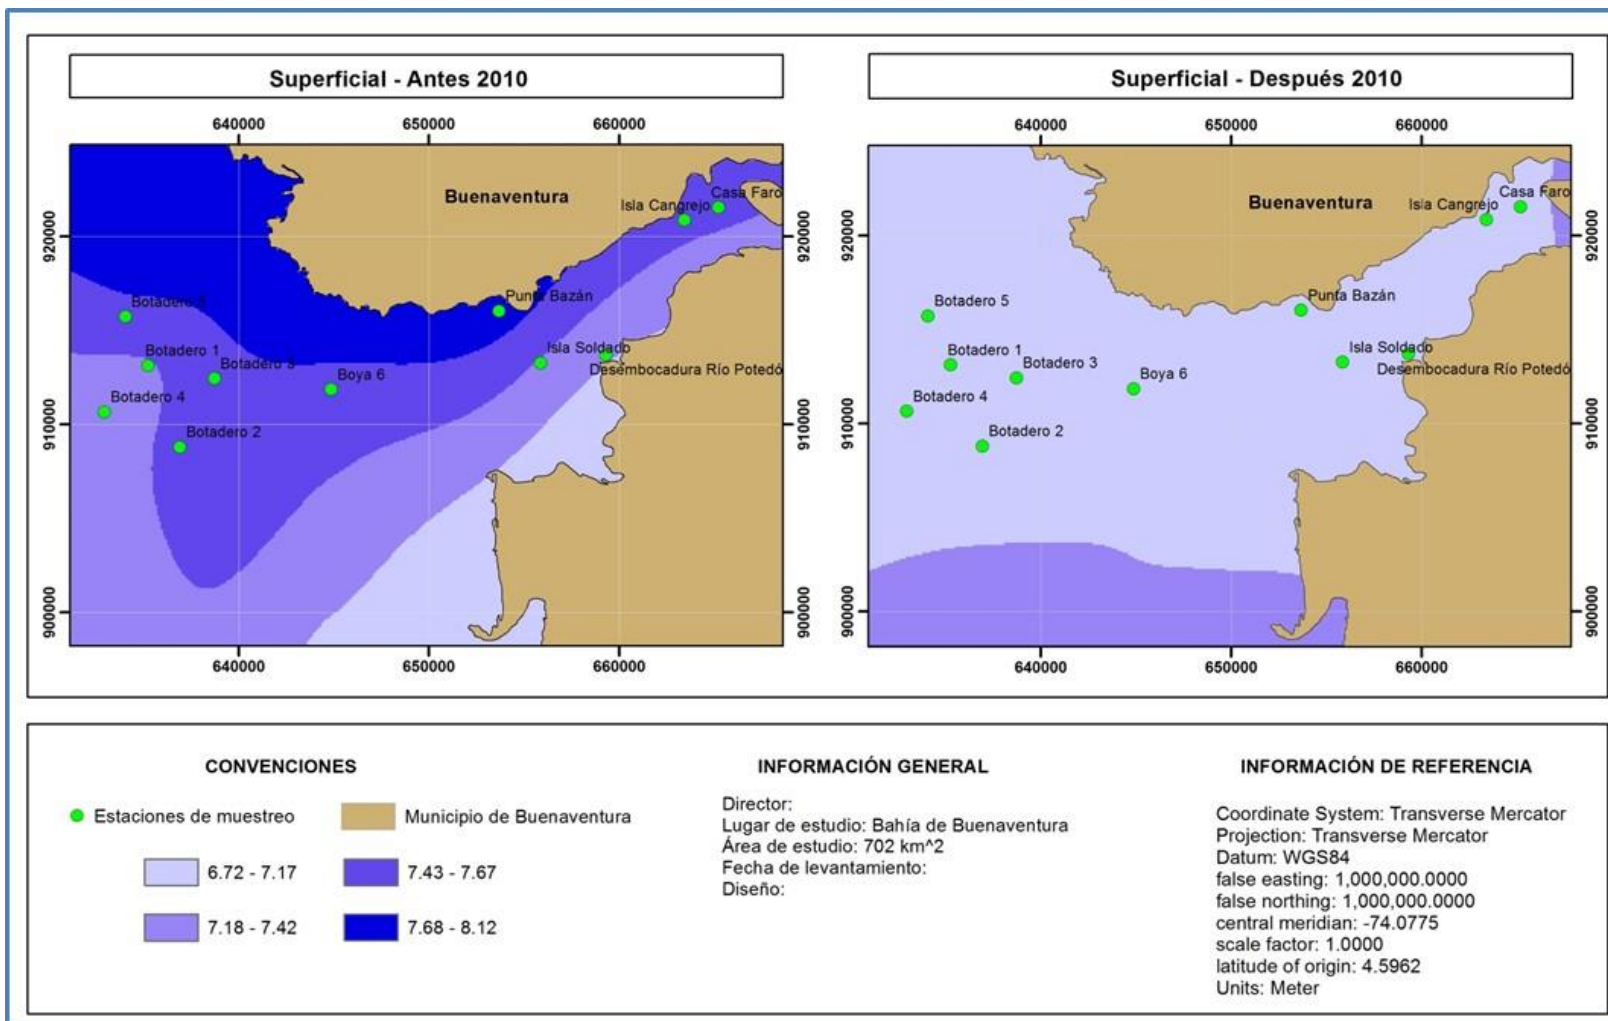 Superficial - Antes 2010
640000 650000 660000
920000
910000
900000
Buenaventura
Casa Faro
Isla Cangrejo
Punta Bazán
Botadero 5
Isla Soldado
Botadero 1
Botadero 3
Boya 6
Desembocadura Río Potedó
Botadero 4
Botadero 2
920000
910000
900000
640000 650000 660000
Superficial - Después 2010
640000 650000 660000
920000
910000
900000
Buenaventura
Casa Faro
Isla Cangrejo
Punta Bazán
Botadero 5
Isla Soldado
Botadero 1
Botadero 3
Boya 6
Desembocadura Río Potedó
Botadero 4
Botadero 2
920000
910000
900000
640000 650000 660000
CONVENCIONES
Estaciones de muestreo
Municipio de Buenaventura
6.72 - 7.17
7.43 - 7.67
7.18 - 7.42
7.68 - 8.12
INFORMACIÓN GENERAL
Director:
Lugar de estudio: Bahía de Buenaventura
Área de estudio: 702 km^2
Fecha de levantamiento:
Diseño:
INFORMACIÓN DE REFERENCIA
Coordinate System: Transverse Mercator
Projection: Transverse Mercator
Datum: WGS84
false easting: 1,000,000.0000
false northing: 1,000,000.0000
central meridian: -74.0775
scale factor: 1.0000
latitude of origin: 4.5962
Units: Meter